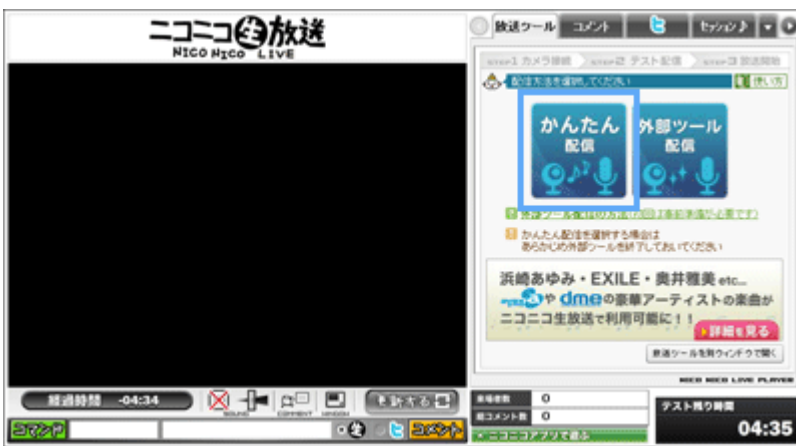 ニコニコ生放送
NICO NICO LIVE
放送ツール
コメント
セッション♪
STEP1 カメラ接続
STEP2 テスト配信
STEP3 放送開始
配信方法を選択してください
使い方
かんたん
配信
外部ツール
配信
かんたん配信を選択する場合は
あらかじめ外部ツールを終了しておいてください
浜崎あゆみ・EXILE・奥井雅美 etc...
や dmeの豪華アーティストの楽曲が
ニコニコ生放送で利用可能に！！
詳細を見る
放送ツールを別ウィンドウで開く
NICO NICO LIVE PLAYER
経過時間 -04:34
SOUND
COMMENT
WINDOW
更新する
来場者数 0
総コメント数 0
ニコニコアプリで遊ぶ
テスト残り時間
04:35
コマンド
生
コメント